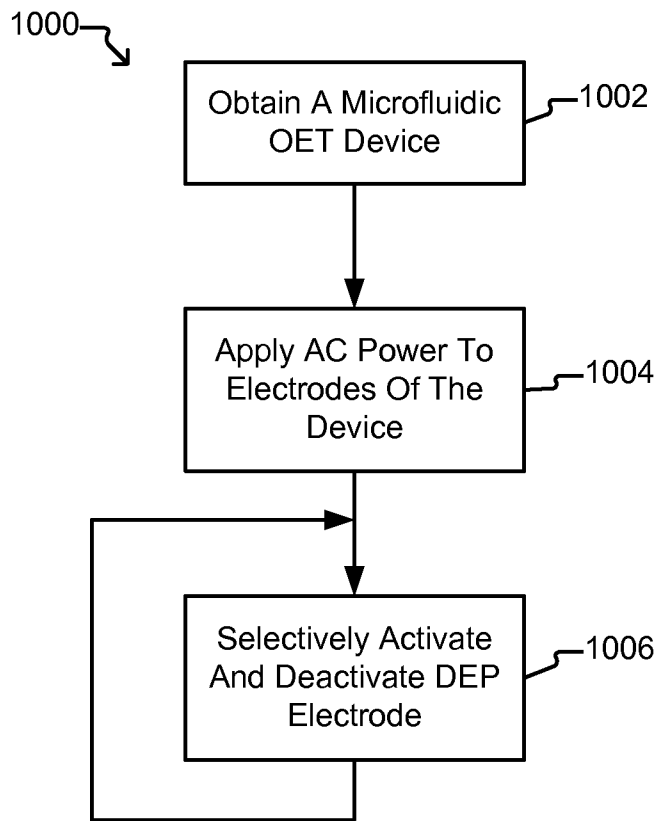 1000
Obtain A Microfluidic
OET Device
1002
Apply AC Power To
Electrodes Of The
Device
1004
Selectively Activate
And Deactivate DEP
Electrode
1006